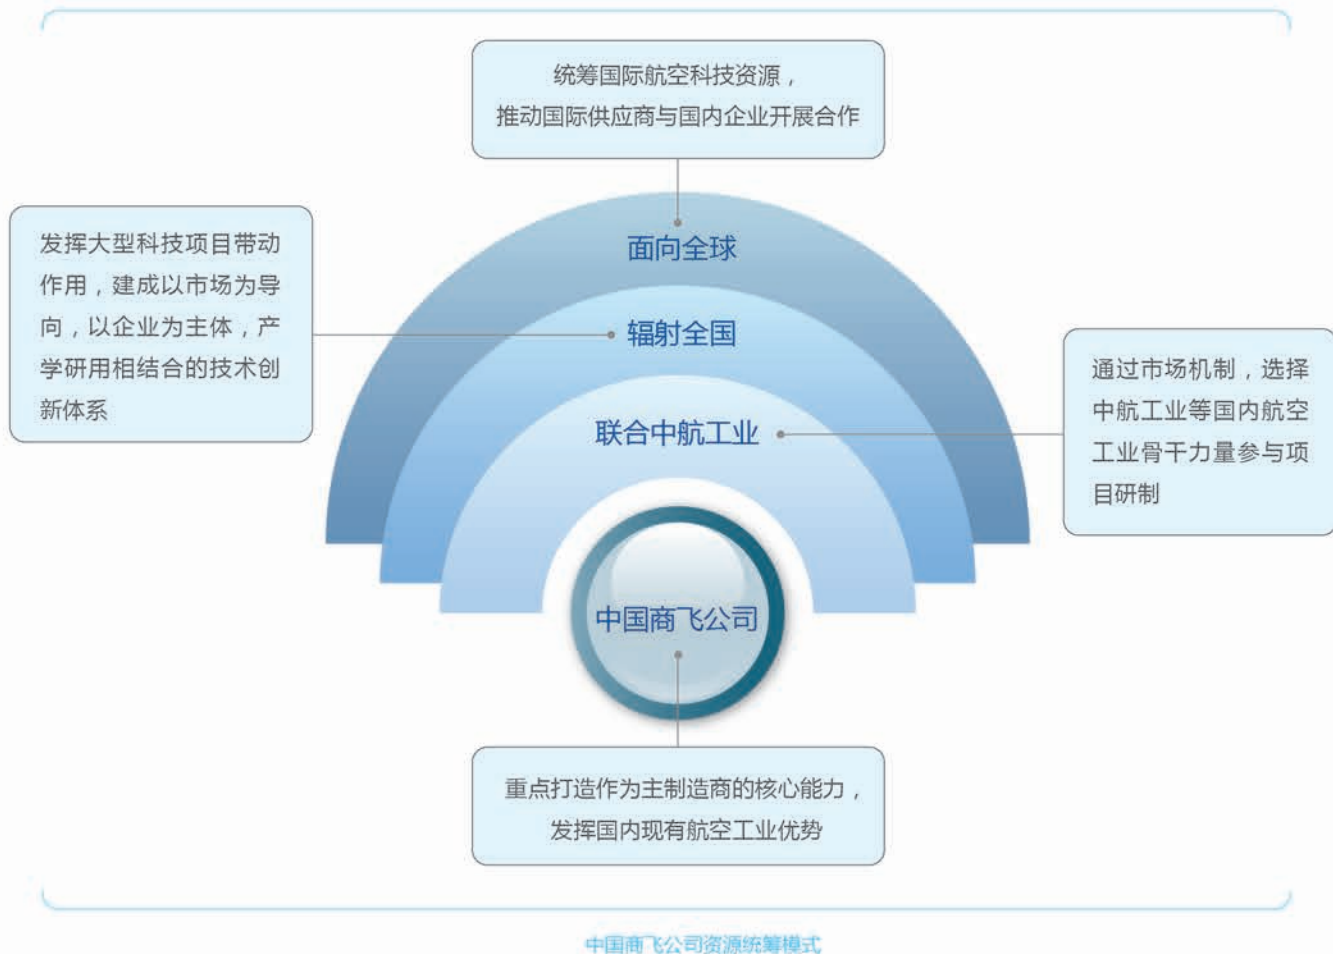 统筹国际航空科技资源，
推动国际供应商与国内企业开展合作
面向全球
发挥大型科技项目带动
作用，建成以市场为导
向，以企业为主体，产
学研用相结合的技术创
新体系
辐射全国
联合中航工业
通过市场机制，选择
中航工业等国内航空
工业骨干力量参与项
目研制
中国商飞公司
重点打造作为主制造商的核心能力，
发挥国内现有航空工业优势
中国商飞公司资源统筹模式